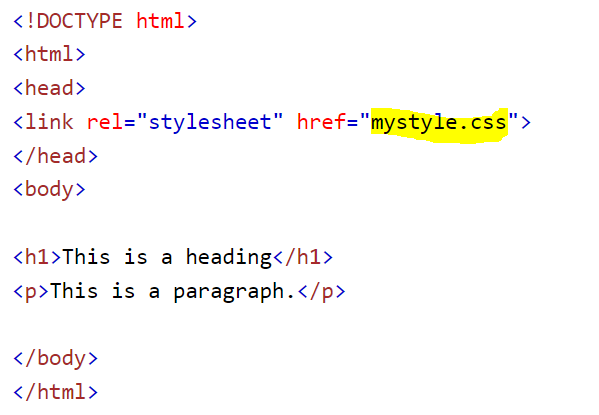 <!DOCTYPE html>
<html>
<head>
<link rel="stylesheet" href="mystyle.css">
</head>
<body>
<h1>This is a heading</h1>
<p>This is a paragraph.</p>
</body>
</html>